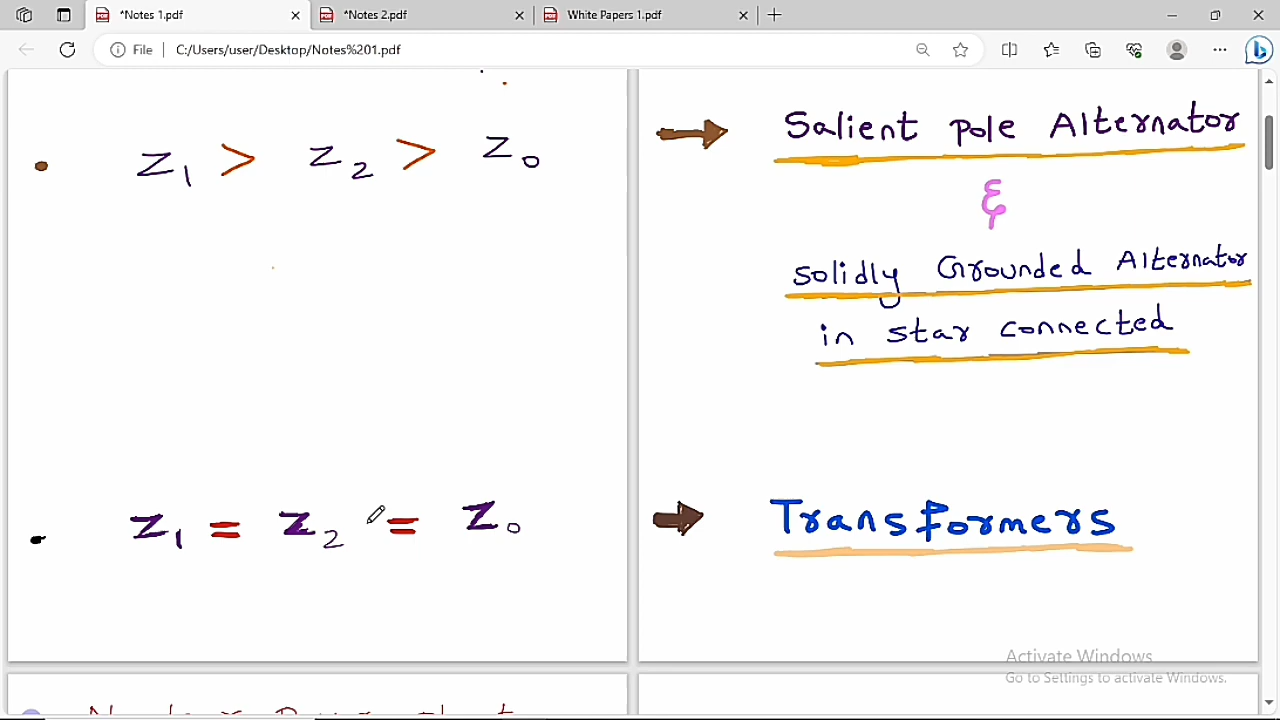 *Notes 1.pdf
*Notes 2.pdf
White Papers 1.pdf
File
C:/Users/user/Desktop/Notes%201.pdf
• Z₁ > Z₂ > Z₀
Salient pole Alternator
&
Solidly Grounded Alternator
in star connected
• Z₁ = Z₂ = Z₀
Transformers
Activate Windows
Go to Settings to activate Windows.